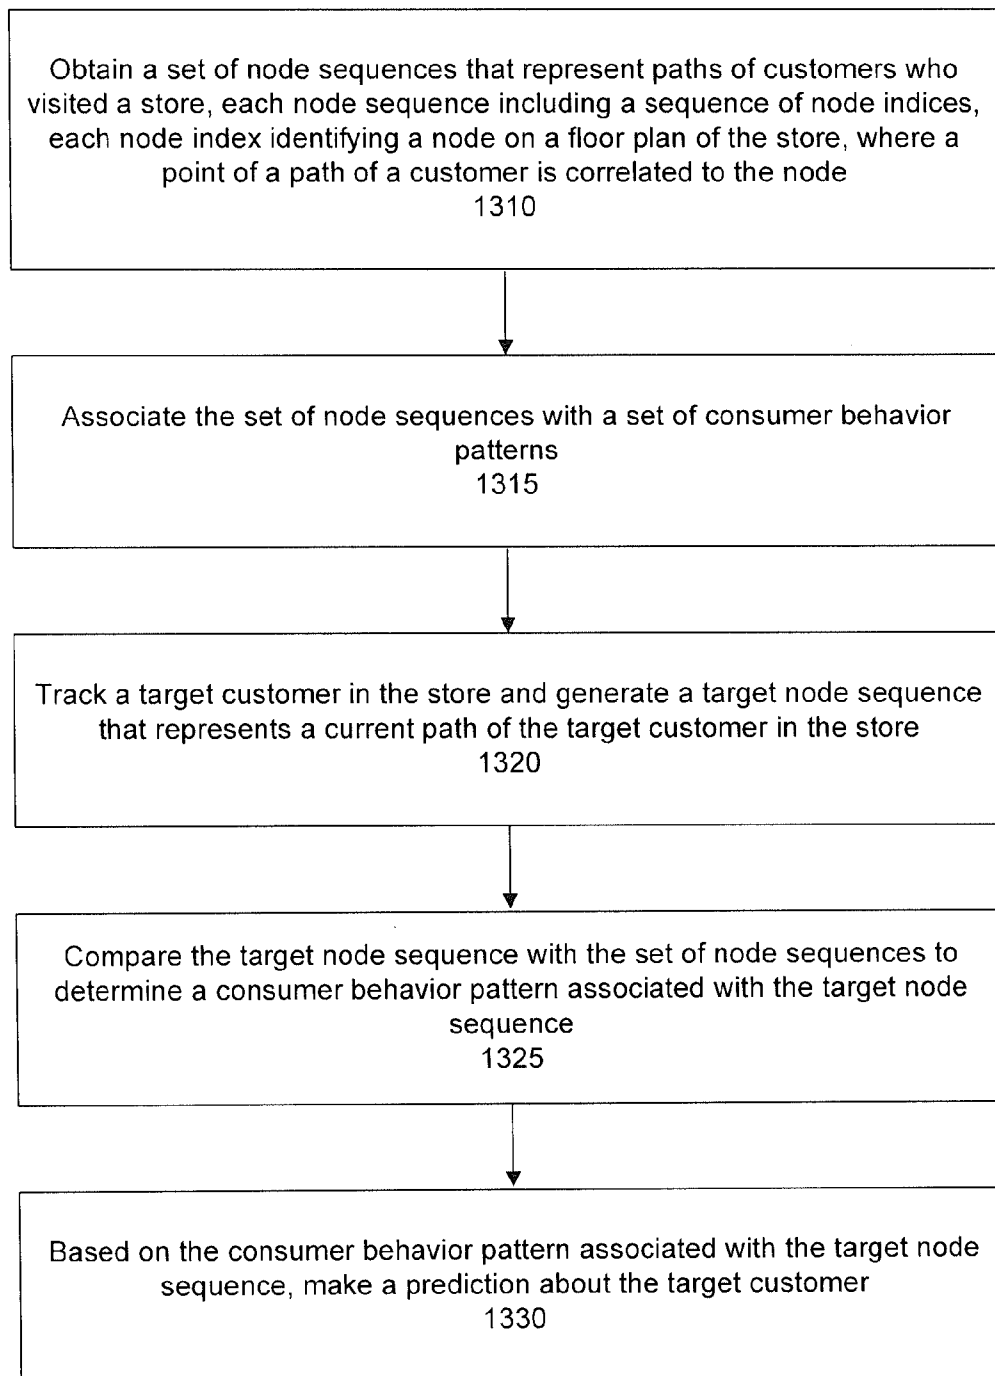 Obtain a set of node sequences that represent paths of customers who
visited a store, each node sequence including a sequence of node indices,
each node index identifying a node on a floor plan of the store, where a
point of a path of a customer is correlated to the node
1310
Associate the set of node sequences with a set of consumer behavior
patterns
1315
Track a target customer in the store and generate a target node sequence
that represents a current path of the target customer in the store
1320
Compare the target node sequence with the set of node sequences to
determine a consumer behavior pattern associated with the target node
sequence
1325
Based on the consumer behavior pattern associated with the target node
sequence, make a prediction about the target customer
1330